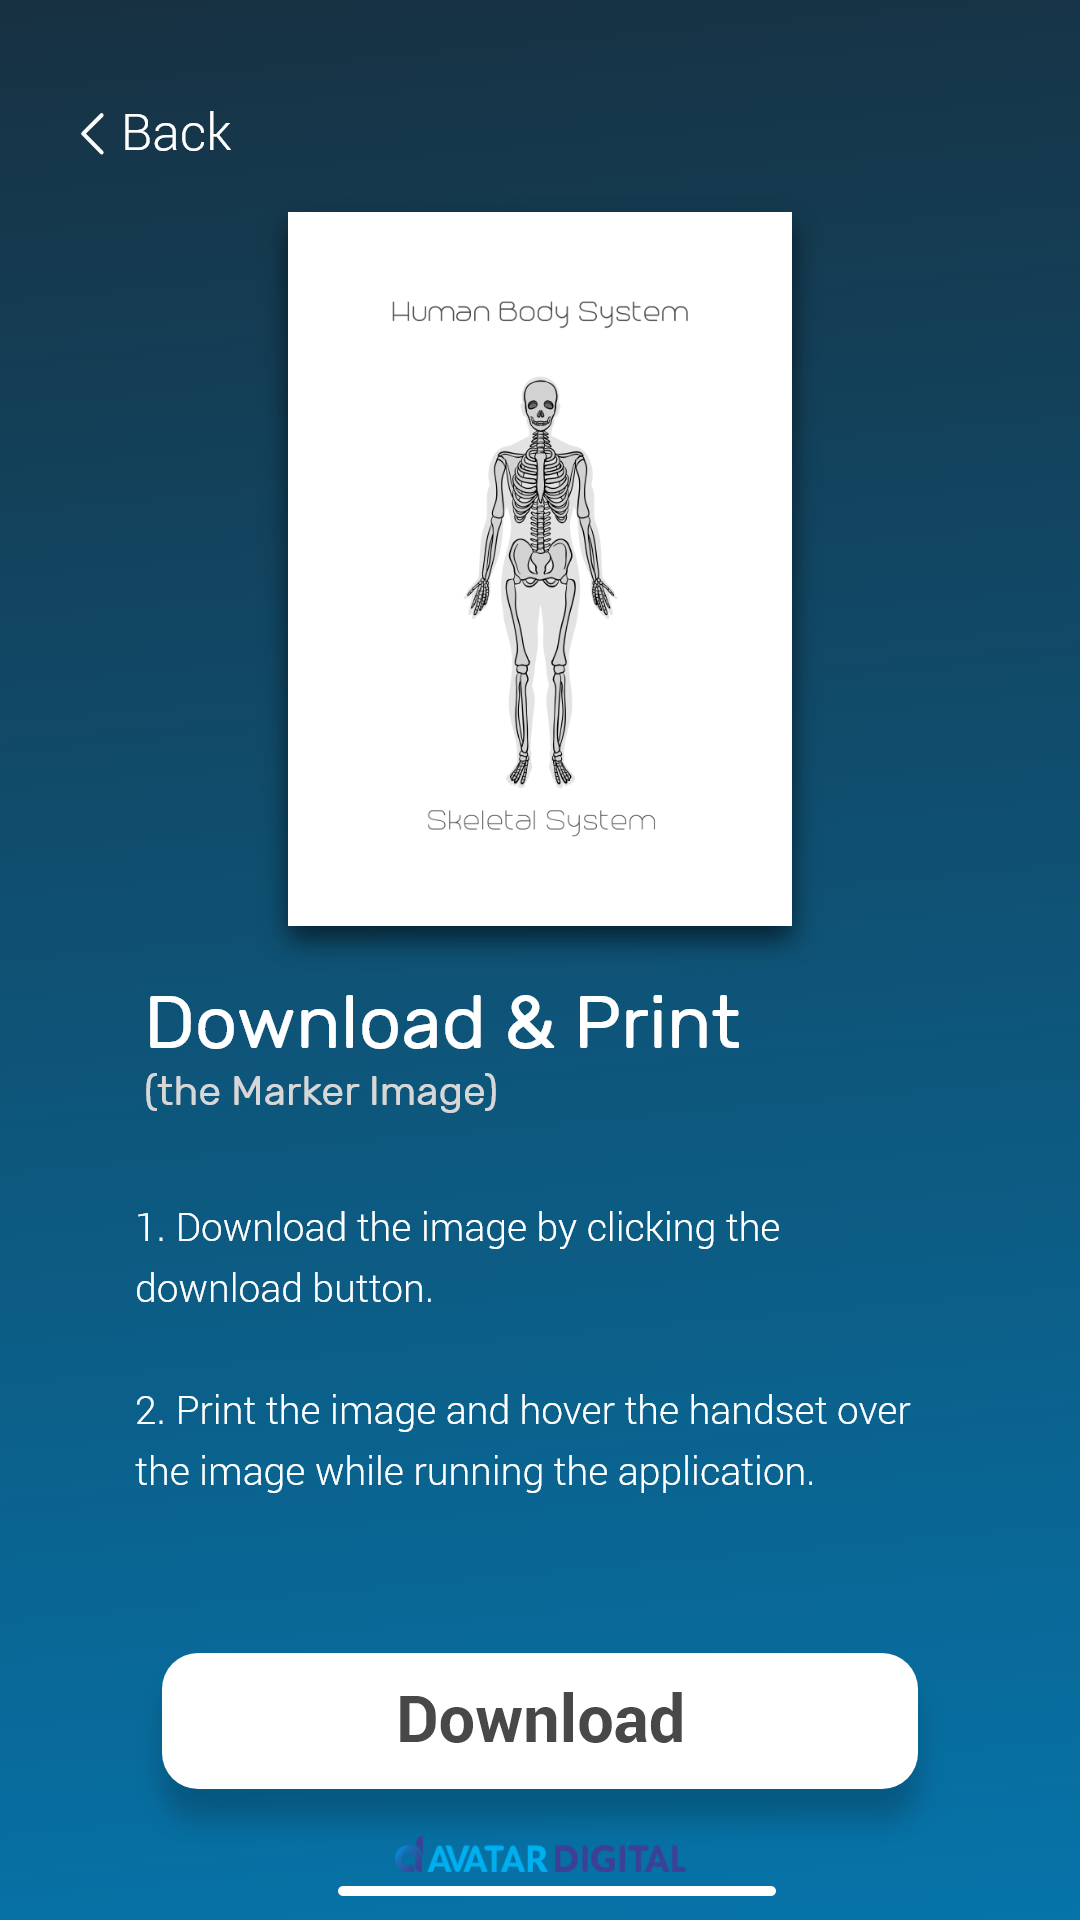 Back
Human Body System
Skeletal System
Download & Print
(the Marker Image)
1. Download the image by clicking the
download button.
2. Print the image and hover the handset over
the image while running the application.
Download
AVATAR DIGITAL